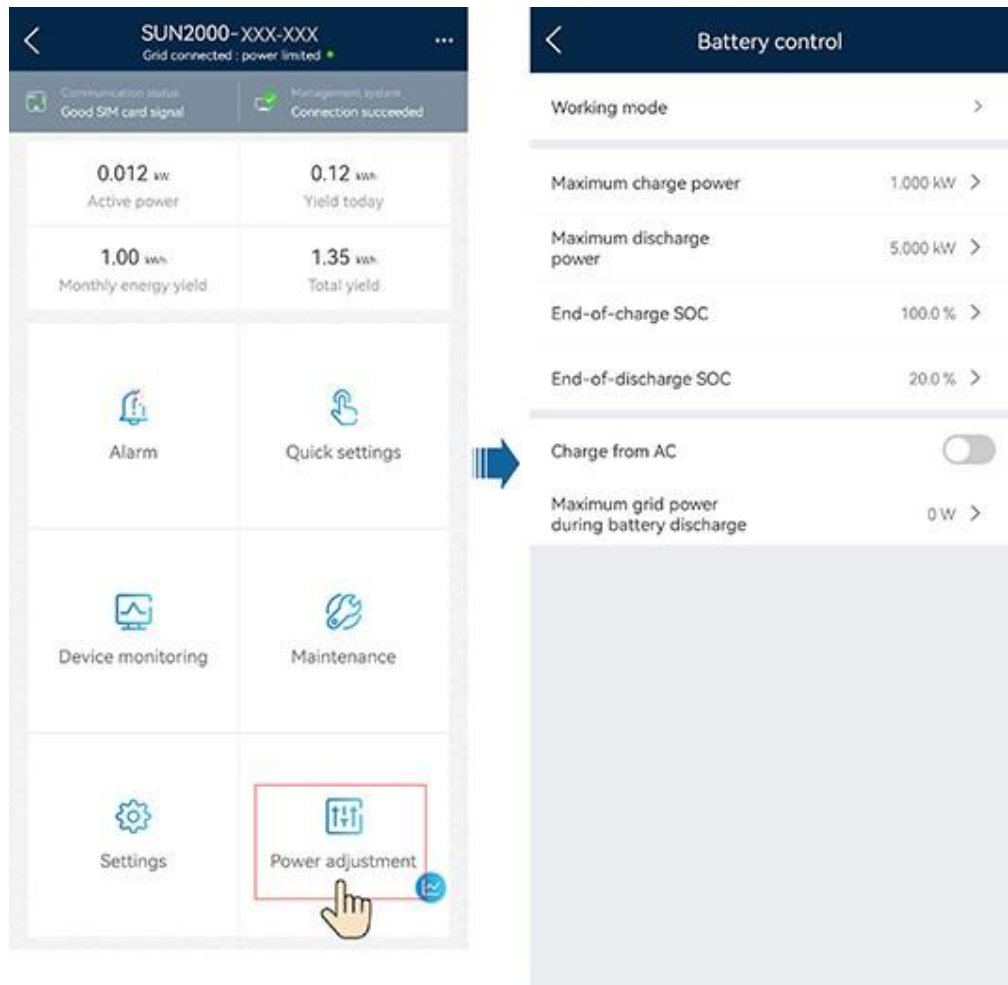 SUN2000-XXX-XXX
Grid connected : power limited
Communication status
Good SIM card signal
Management system
Connection succeeded
0.012 kW
Active power
0.12 kWh
Yield today
1.00 kWh
Monthly energy yield
1.35 kWh
Total yield
Alarm
Quick settings
Device monitoring
Maintenance
Settings
Power adjustment
Battery control
Working mode
Maximum charge power
1.000 kW
Maximum discharge
power
5.000 kW
End-of-charge SOC
100.0 %
End-of-discharge SOC
20.0 %
Charge from AC
Maximum grid power
during battery discharge
0 W